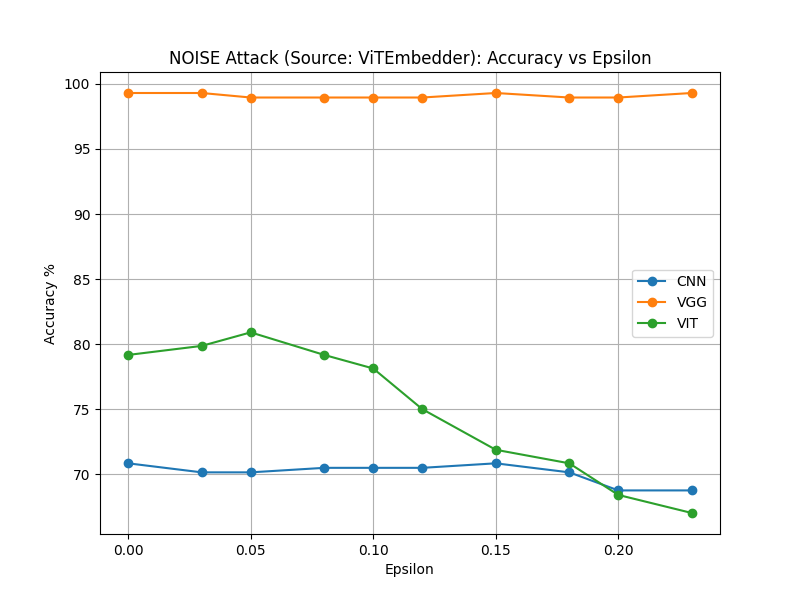 NOISE Attack (Source: ViTEmbedder): Accuracy vs Epsilon
100
95
90
85
80
75
70
Accuracy %
CNN
VGG
VIT
0.00 0.05 0.10 0.15 0.20
Epsilon